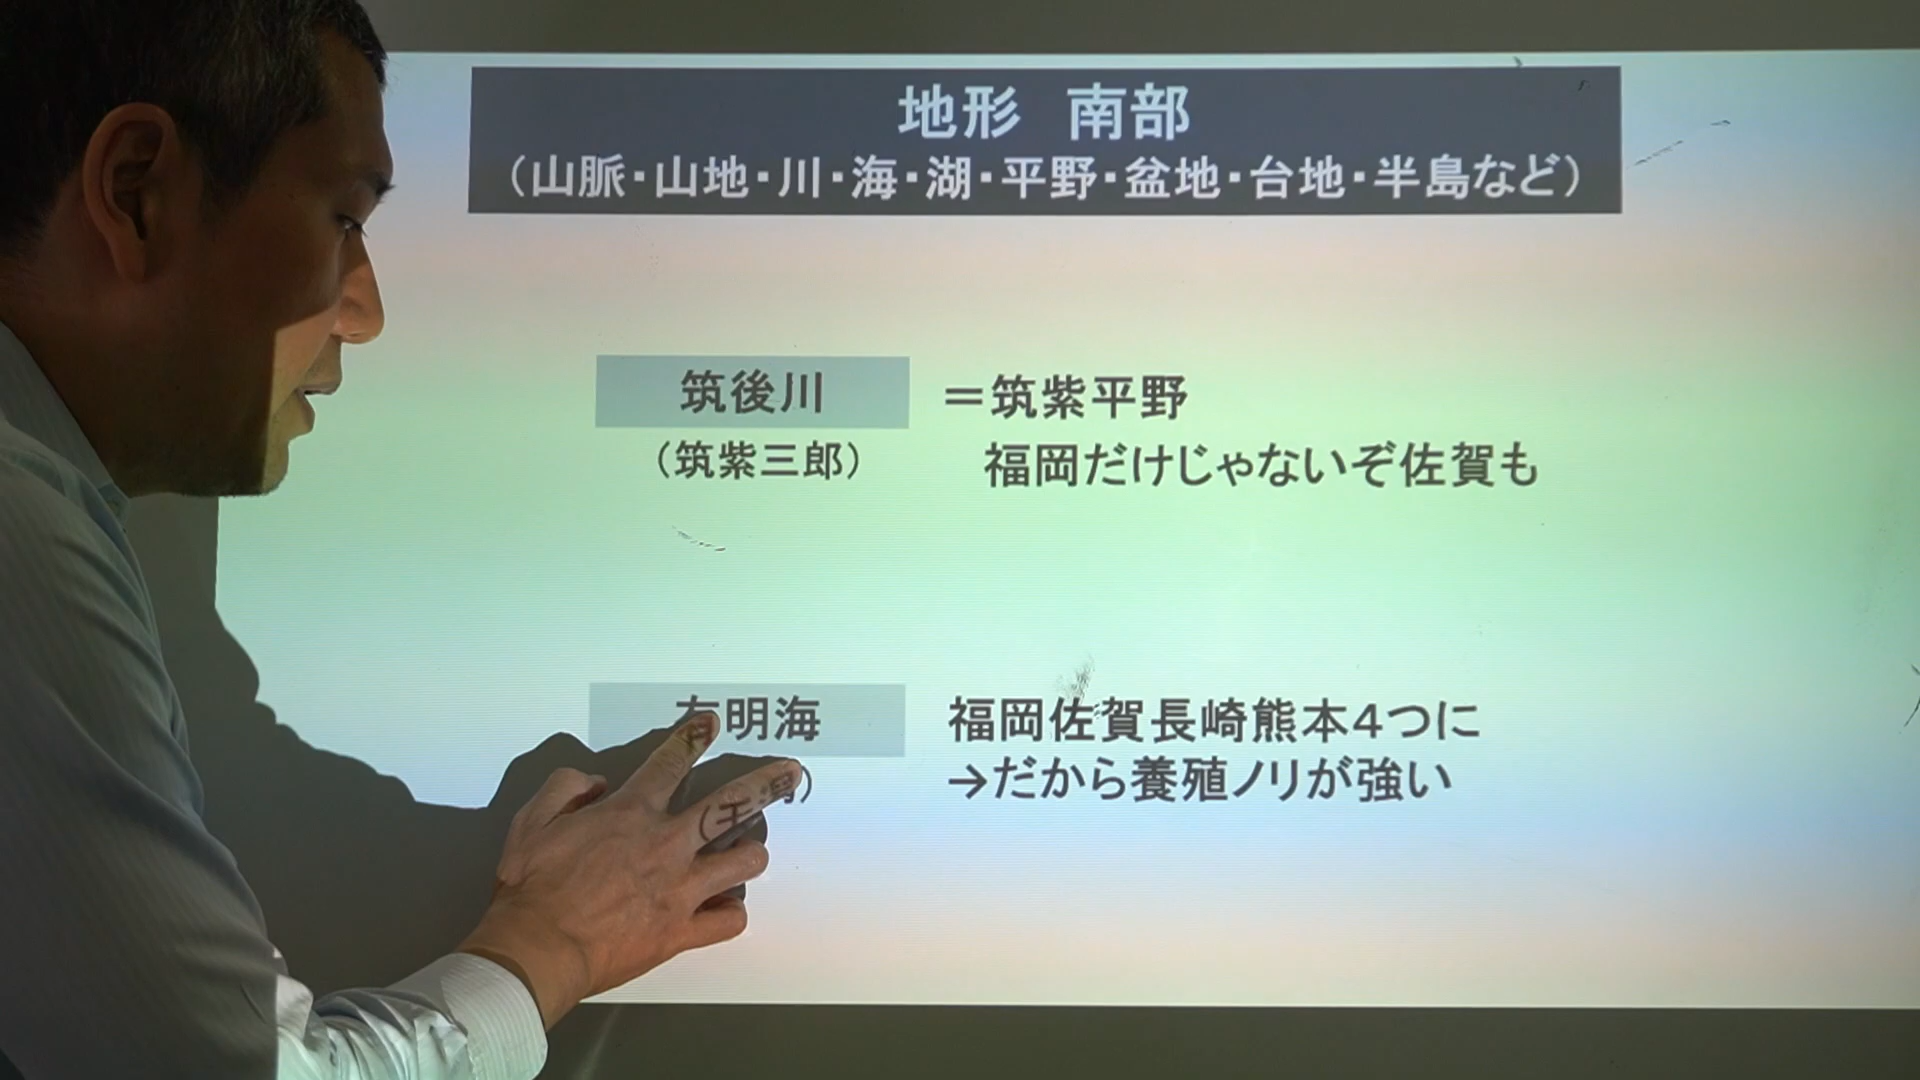 地形　南部
（山脈・山地・川・海・湖・平野・盆地・台地・半島など）
筑後川
＝筑紫平野
（筑紫三郎）
福岡だけじゃないぞ佐賀も
有明海
福岡佐賀長崎熊本４つに
（干潟）
→だから養殖ノリが強い